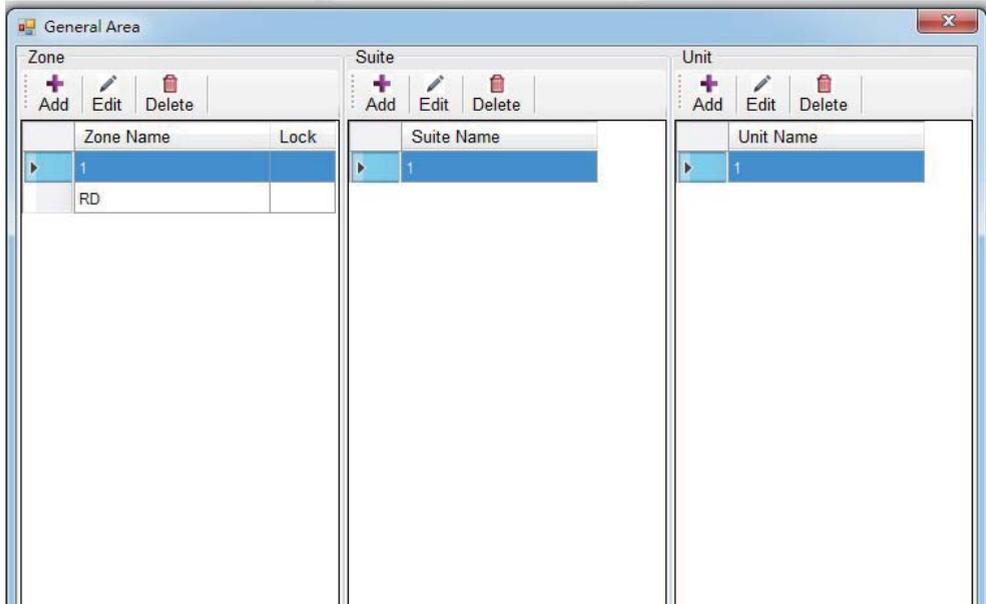 General Area
Zone
Add Edit Delete
Zone Name Lock
1
RD
Suite
Add Edit Delete
Suite Name
1
Unit
Add Edit Delete
Unit Name
1